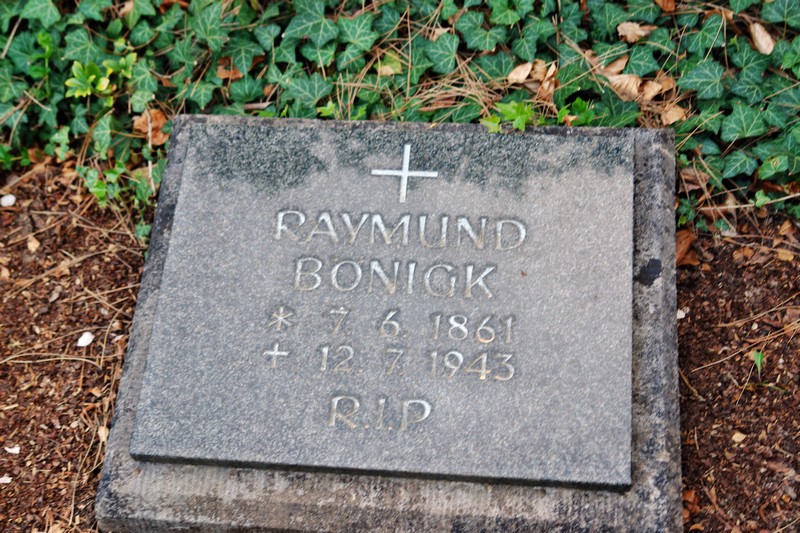 RAYMUND
BONIGK
* 7. 6. 1861
+ 12. 7. 1943
R.I.P